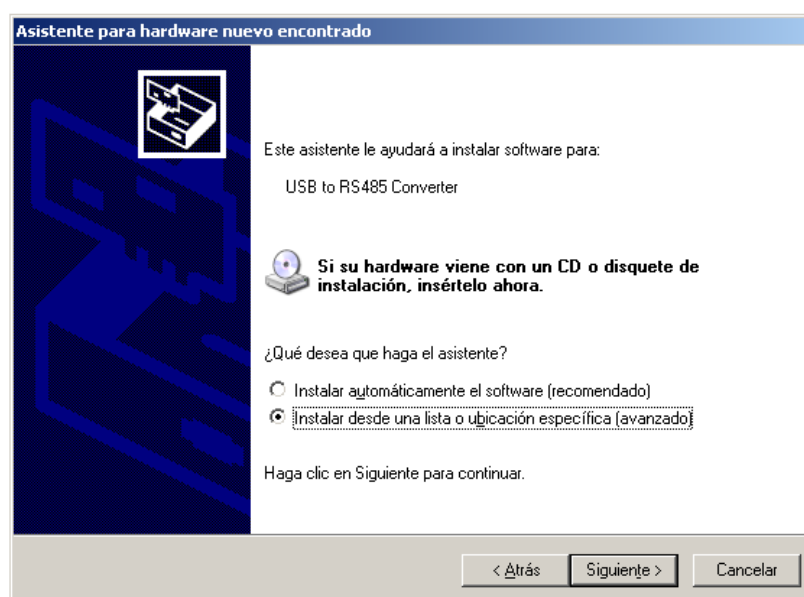 Asistente para hardware nuevo encontrado
Este asistente le ayudará a instalar software para:
USB to RS485 Converter
Si su hardware viene con un CD o disquete de
instalación, insértelo ahora.
¿Qué desea que haga el asistente?
Instalar automáticamente el software (recomendado)
Instalar desde una lista o ubicación específica (avanzado)
Haga clic en Siguiente para continuar.
< Atrás
Siguiente >
Cancelar